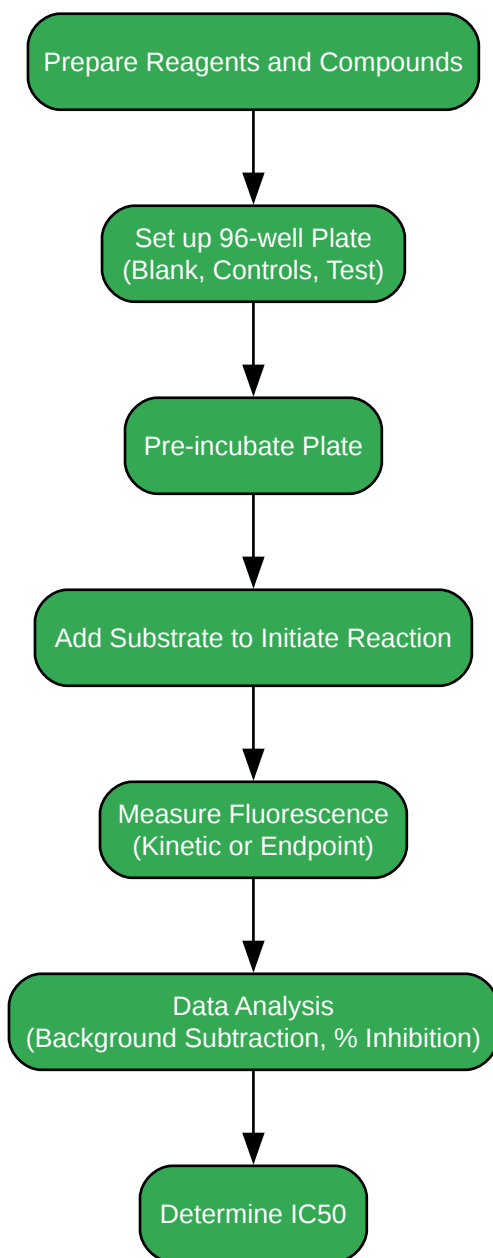 Prepare Reagents and Compounds
Set up 96-well Plate
(Blank, Controls, Test)
Pre-incubate Plate
Add Substrate to Initiate Reaction
Measure Fluorescence
(Kinetic or Endpoint)
Data Analysis
(Background Subtraction, % Inhibition)
Determine IC50